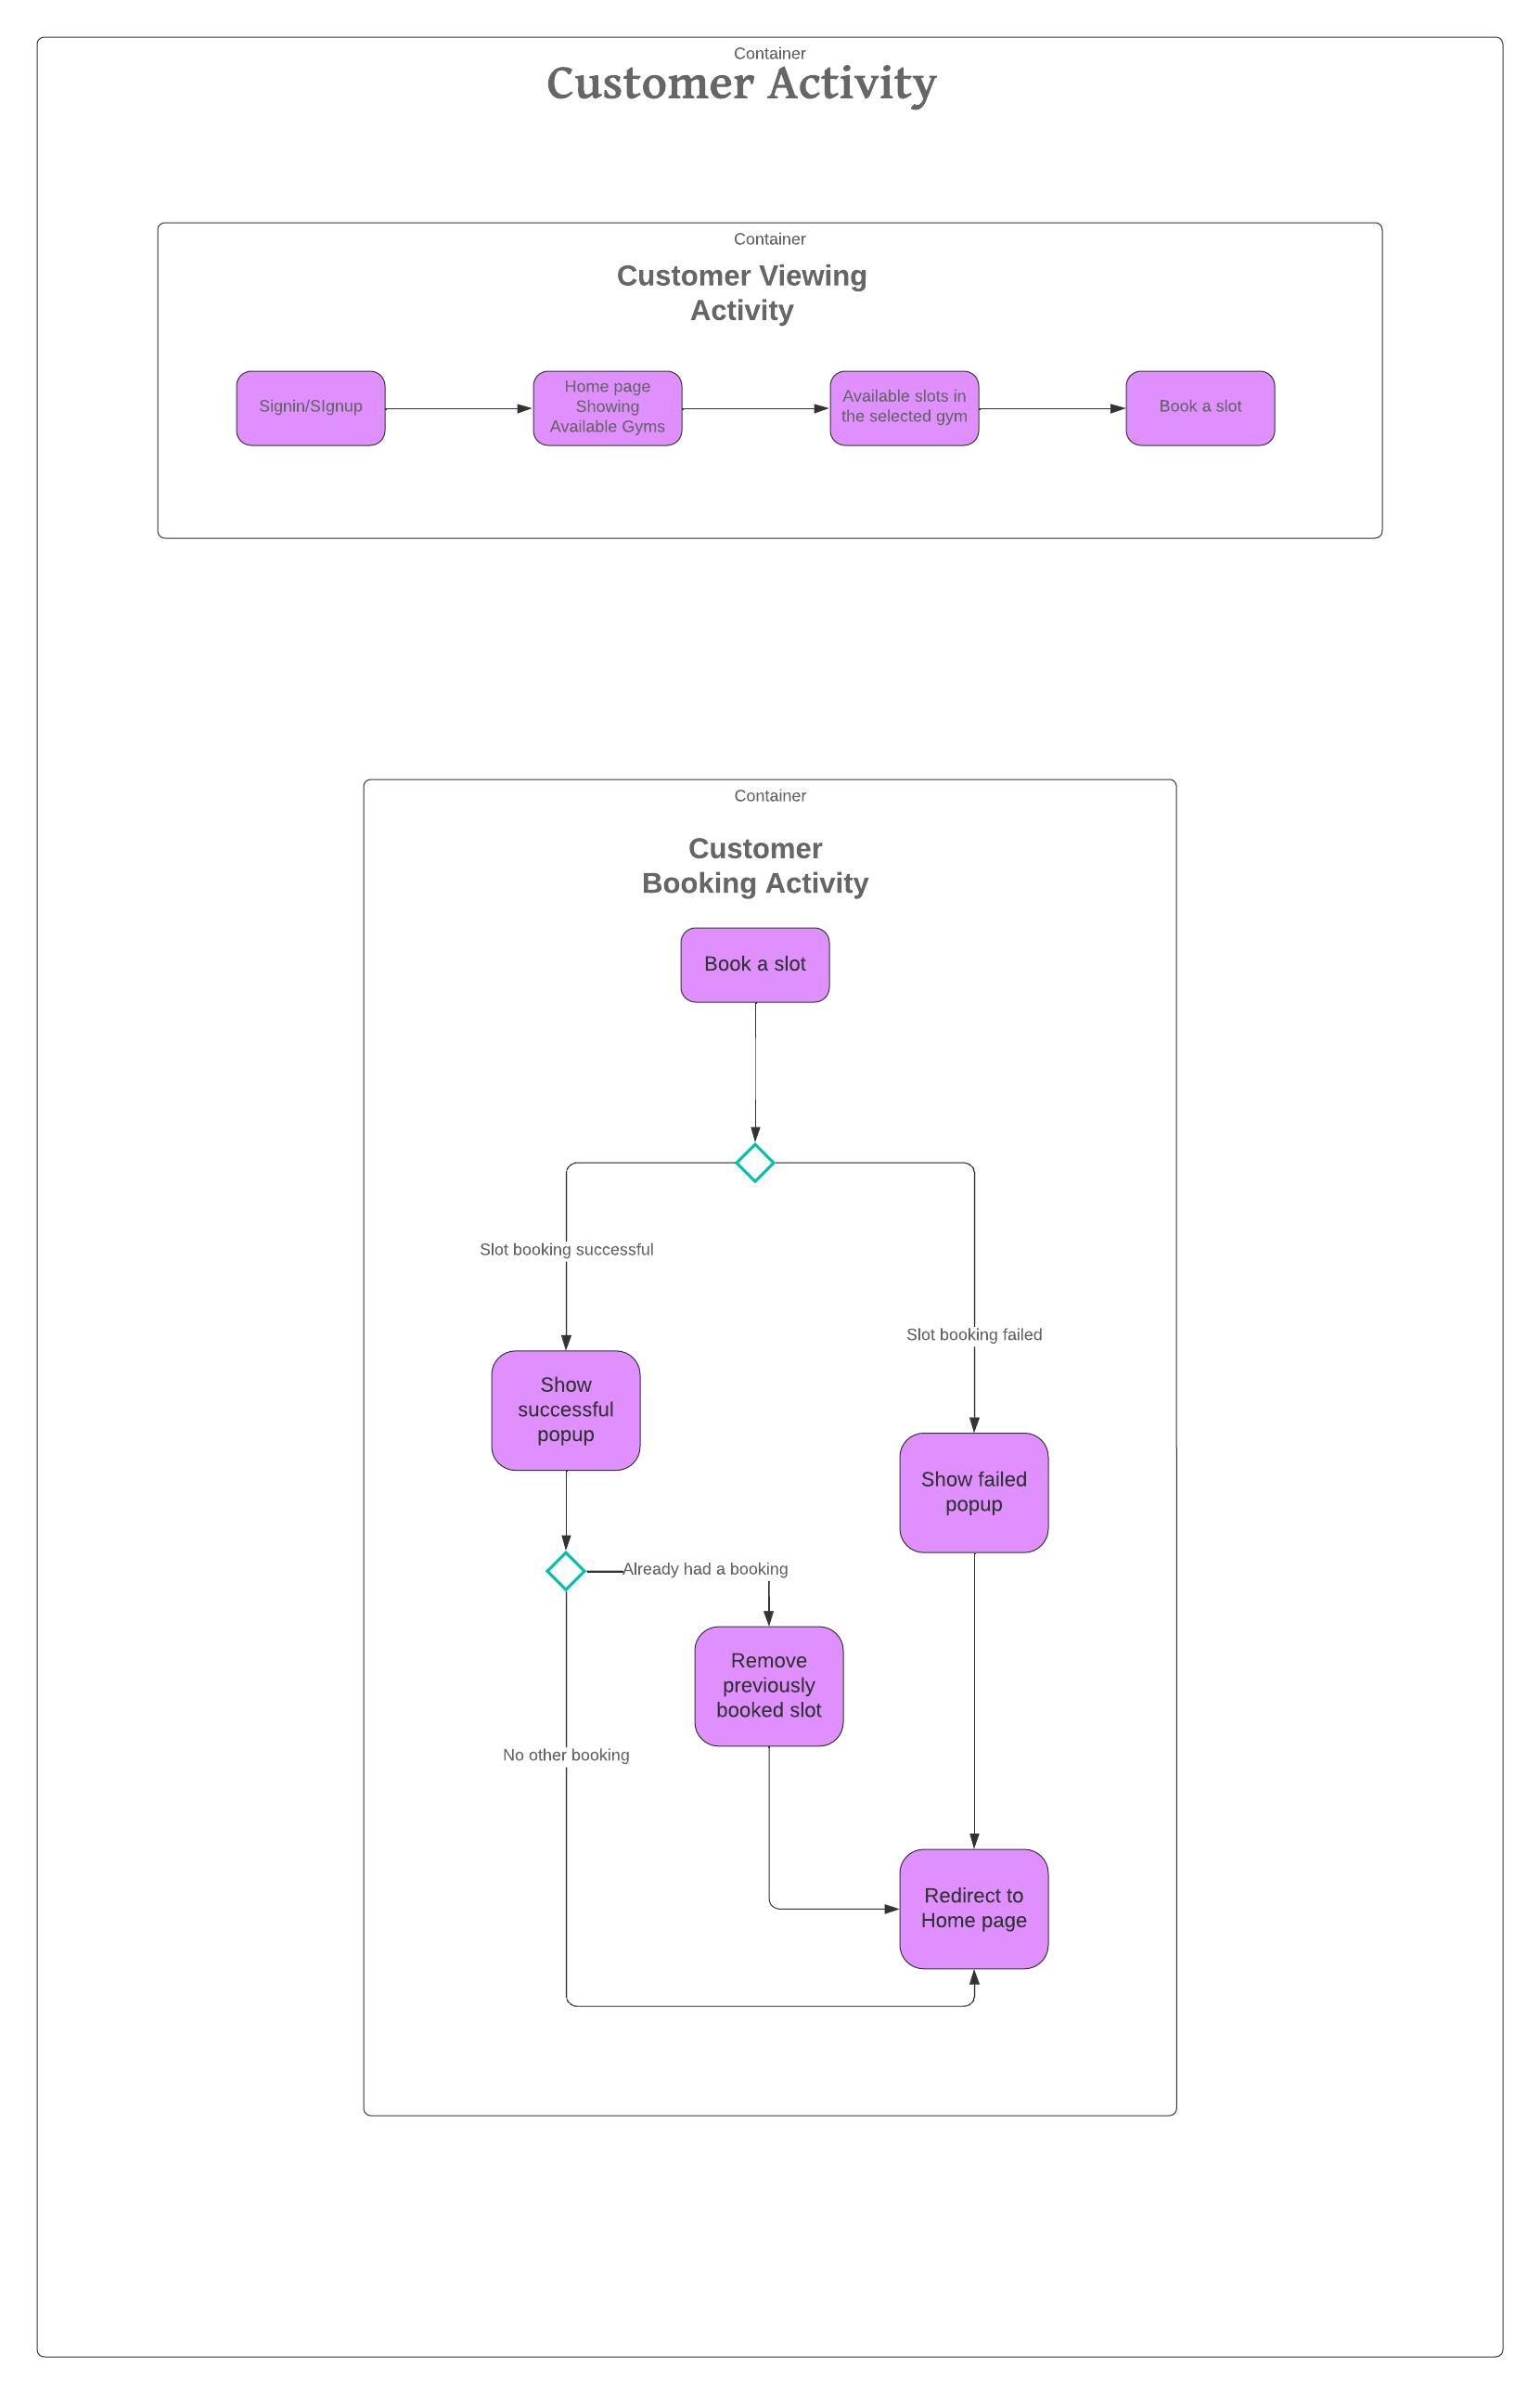 Container
Customer Activity
Container
Customer Viewing
Activity
Signin/SIgnup
Home page
Showing
Available Gyms
Available slots in
the selected gym
Book a slot
Container
Customer
Booking Activity
Book a slot
Slot booking successful
Slot booking failed
Show
successful
popup
Show failed
popup
Already had a booking
Remove
previously
booked slot
No other booking
Redirect to
Home page